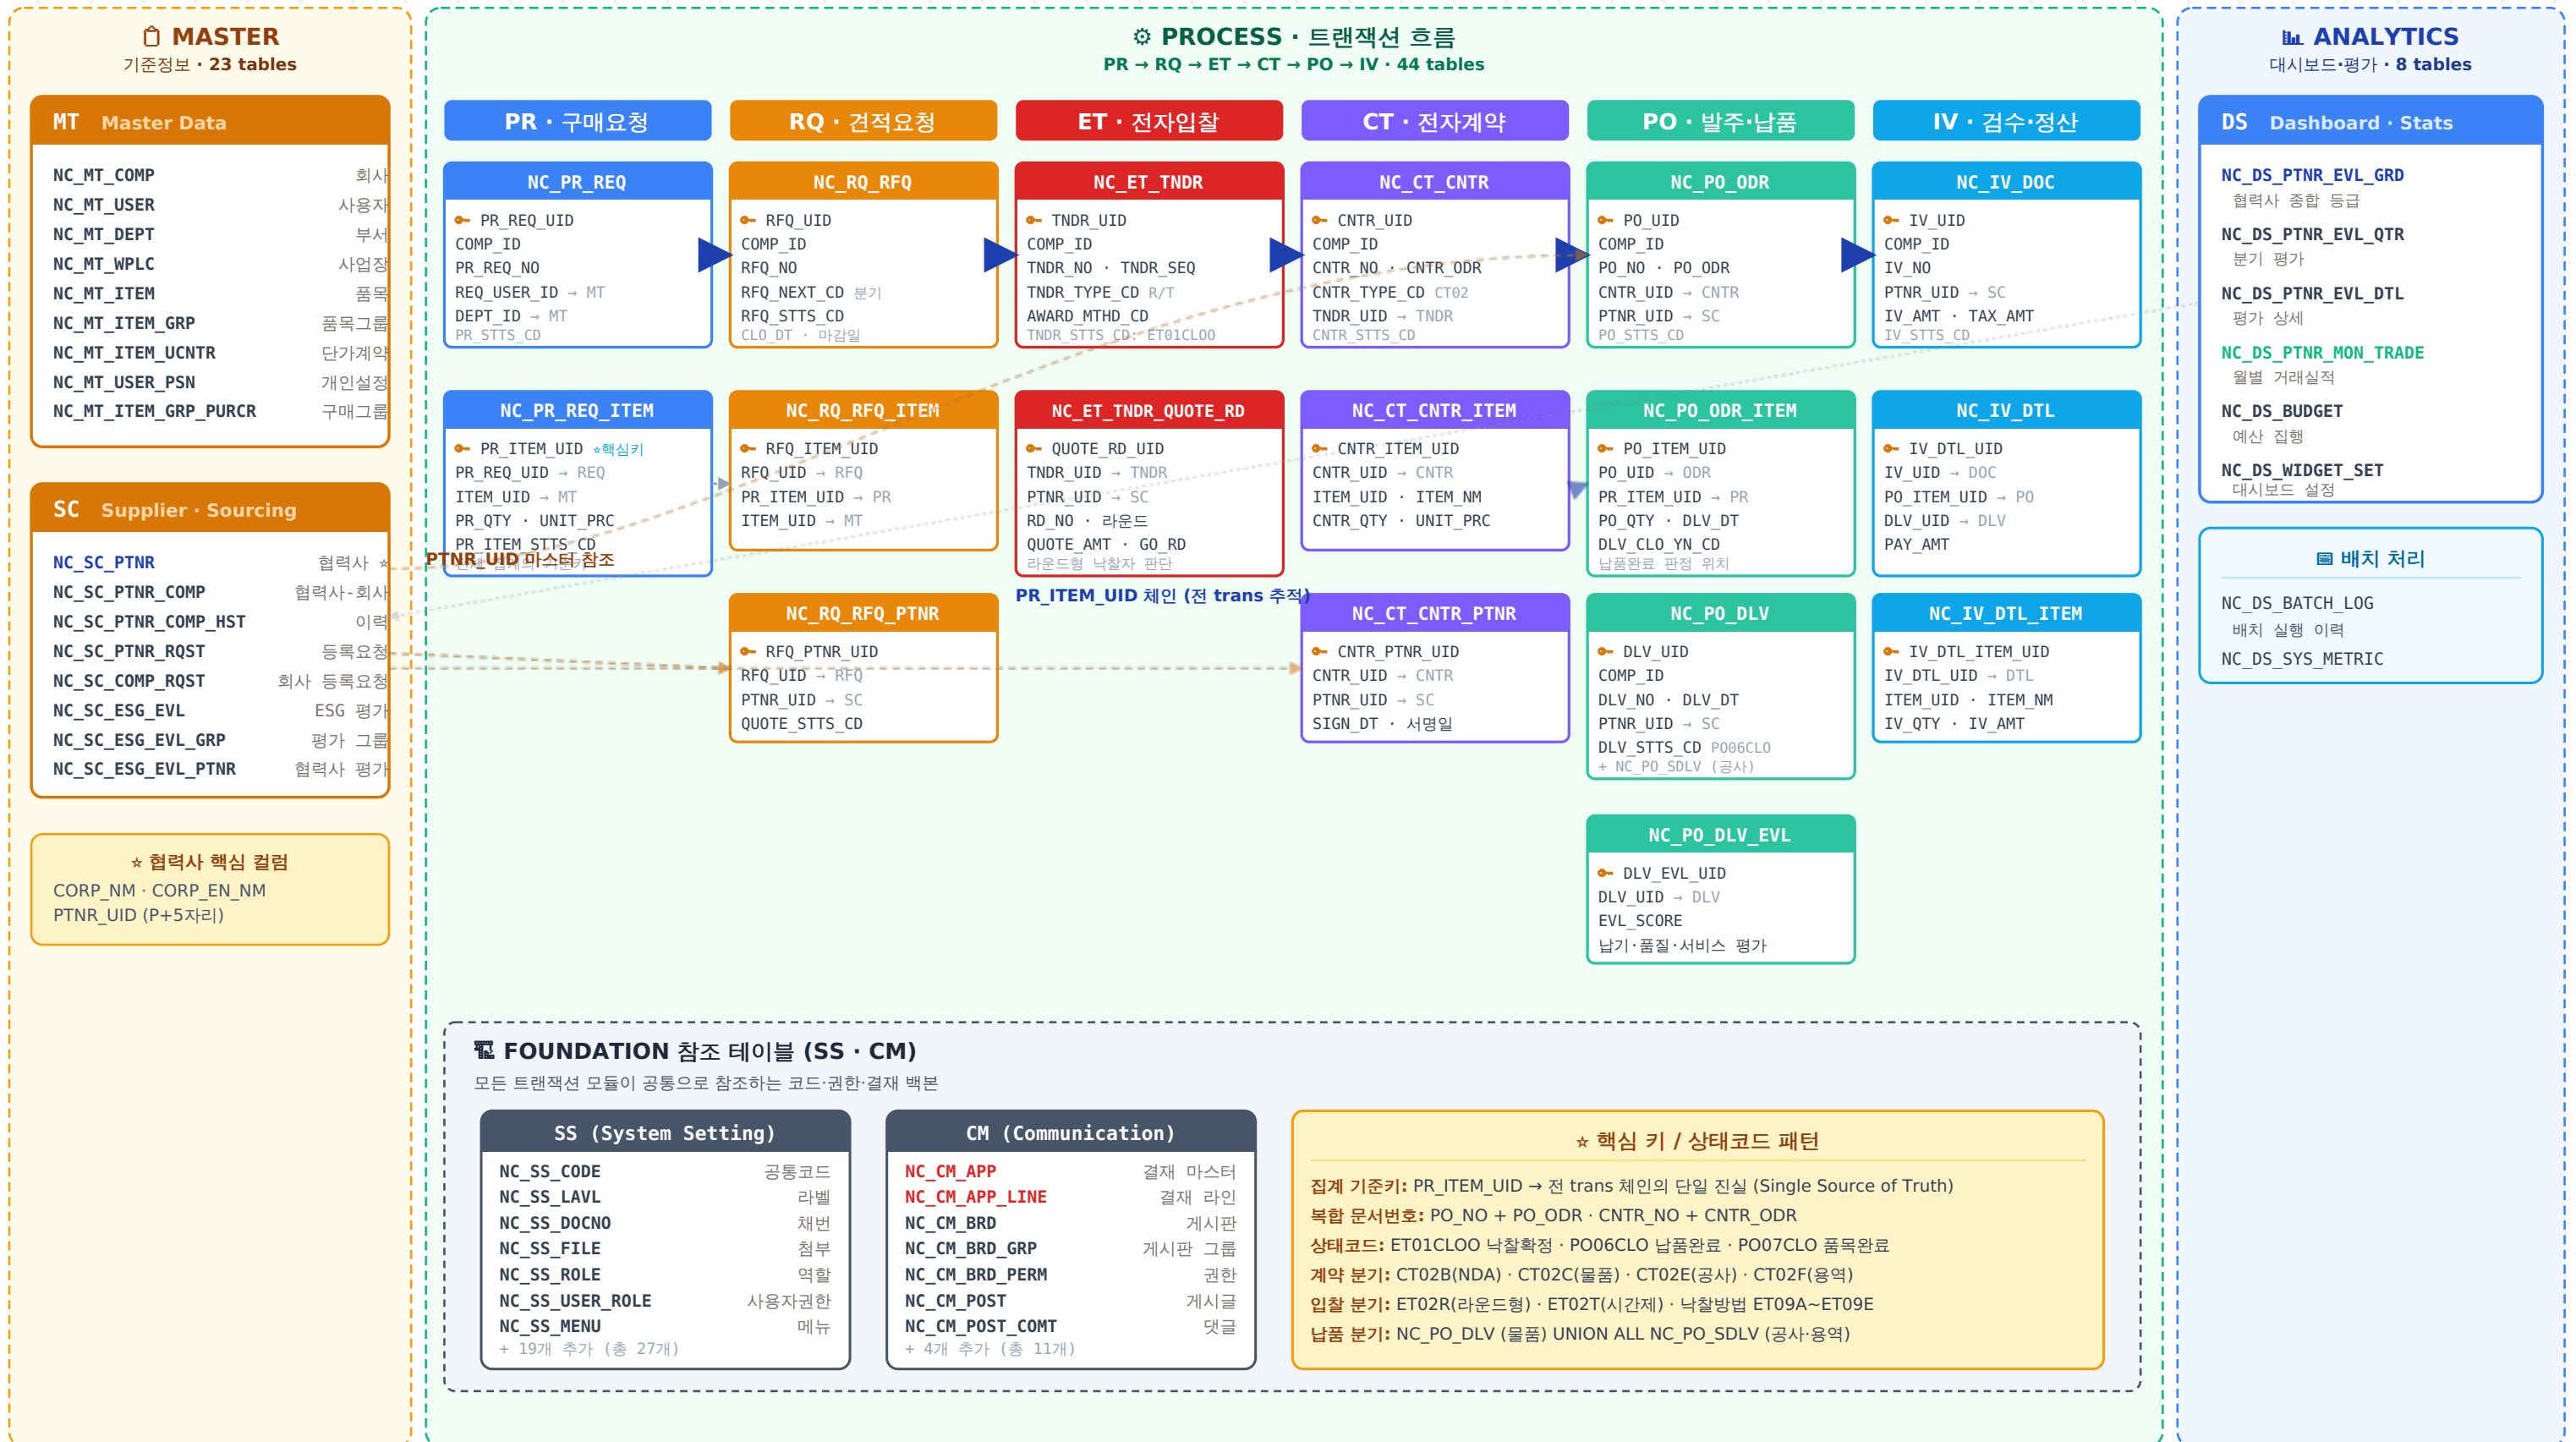 📋 MASTER
기준정보 · 23 tables
MT Master Data
NC_MT_COMP 회사
NC_MT_USER 사용자
NC_MT_DEPT 부서
NC_MT_WPLC 사업장
NC_MT_ITEM 품목
NC_MT_ITEM_GRP 품목그룹
NC_MT_ITEM_UCNTR 단가계약
NC_MT_USER_PSN 개인설정
NC_MT_ITEM_GRP_PURCR 구매그룹
SC Supplier · Sourcing
NC_SC_PTNR 협력사 ⭐
NC_SC_PTNR_COMP 협력사-회사
NC_SC_PTNR_COMP_HST 이력
NC_SC_PTNR_RQST 등록요청
NC_SC_COMP_RQST 회사 등록요청
NC_SC_ESG_EVL ESG 평가
NC_SC_ESG_EVL_GRP 평가 그룹
NC_SC_ESG_EVL_PTNR 협력사 평가
⭐ 협력사 핵심 컬럼
CORP_NM · CORP_EN_NM
PTNR_UID (P+5자리)
⚙ PROCESS · 트랜잭션 흐름
PR → RQ → ET → CT → PO → IV · 44 tables
PR · 구매요청
NC_PR_REQ
🔑 PR_REQ_UID
COMP_ID
PR_REQ_NO
REQ_USER_ID → MT
DEPT_ID → MT
PR_STTS_CD
NC_PR_REQ_ITEM
🔑 PR_ITEM_UID ⭐핵심키
PR_REQ_UID → REQ
ITEM_UID → MT
PR_QTY · UNIT_PRC
PR_ITEM_STTS_CD
PTNR_UID 마스터 참조
RQ · 견적요청
NC_RQ_RFQ
🔑 RFQ_UID
COMP_ID
RFQ_NO
RFQ_NEXT_CD 분기
RFQ_STTS_CD
CLO_DT · 마감일
NC_RQ_RFQ_ITEM
🔑 RFQ_ITEM_UID
RFQ_UID → RFQ
PR_ITEM_UID → PR
ITEM_UID → MT
NC_RQ_RFQ_PTNR
🔑 RFQ_PTNR_UID
RFQ_UID → RFQ
PTNR_UID → SC
QUOTE_STTS_CD
ET · 전자입찰
NC_ET_TNDR
🔑 TNDR_UID
COMP_ID
TNDR_NO · TNDR_SEQ
TNDR_TYPE_CD R/T
AWARD_MTHD_CD
TNDR_STTS_CD: ET01CLOO
NC_ET_TNDR_QUOTE_RD
🔑 QUOTE_RD_UID
TNDR_UID → TNDR
PTNR_UID → SC
RD_NO · 라운드
QUOTE_AMT · GO_RD
라운드형 낙찰자 판단
PR_ITEM_UID 체인 (전 trans 추적)
CT · 전자계약
NC_CT_CNTR
🔑 CNTR_UID
COMP_ID
CNTR_NO · CNTR_ODR
CNTR_TYPE_CD CT02
TNDR_UID → TNDR
CNTR_STTS_CD
NC_CT_CNTR_ITEM
🔑 CNTR_ITEM_UID
CNTR_UID → CNTR
ITEM_UID · ITEM_NM
CNTR_QTY · UNIT_PRC
NC_CT_CNTR_PTNR
🔑 CNTR_PTNR_UID
CNTR_UID → CNTR
PTNR_UID → SC
SIGN_DT · 서명일
PO · 발주·납품
NC_PO_ODR
🔑 PO_UID
COMP_ID
PO_NO · PO_ODR
CNTR_UID → CNTR
PTNR_UID → SC
PO_STTS_CD
NC_PO_ODR_ITEM
🔑 PO_ITEM_UID
PO_UID → ODR
PR_ITEM_UID → PR
PO_QTY · DLV_DT
DLV_CLO_YN_CD
납품완료 판정 위치
NC_PO_DLV
🔑 DLV_UID
COMP_ID
DLV_NO · DLV_DT
PTNR_UID → SC
DLV_STTS_CD PO06CLO
+ NC_PO_SDLV (공사)
NC_PO_DLV_EVL
🔑 DLV_EVL_UID
DLV_UID → DLV
EVL_SCORE
납기·품질·서비스 평가
IV · 검수·정산
NC_IV_DOC
🔑 IV_UID
COMP_ID
IV_NO
PTNR_UID → SC
IV_AMT · TAX_AMT
IV_STTS_CD
NC_IV_DTL
🔑 IV_DTL_UID
IV_UID → DOC
PO_ITEM_UID → PO
DLV_UID → DLV
PAY_AMT
NC_IV_DTL_ITEM
🔑 IV_DTL_ITEM_UID
IV_DTL_UID → DTL
ITEM_UID · ITEM_NM
IV_QTY · IV_AMT
🏗 FOUNDATION 참조 테이블 (SS · CM)
모든 트랜잭션 모듈이 공통으로 참조하는 코드·권한·결재 백본
SS (System Setting)
NC_SS_CODE 공통코드
NC_SS_LAVL 라벨
NC_SS_DOCNO 채번
NC_SS_FILE 첨부
NC_SS_ROLE 역할
NC_SS_USER_ROLE 사용자권한
NC_SS_MENU 메뉴
+ 19개 추가 (총 27개)
CM (Communication)
NC_CM_APP 결재 마스터
NC_CM_APP_LINE 결재 라인
NC_CM_BRD 게시판
NC_CM_BRD_GRP 게시판 그룹
NC_CM_BRD_PERM 권한
NC_CM_POST 게시글
NC_CM_POST_COMT 댓글
+ 4개 추가 (총 11개)
⭐ 핵심 키 / 상태코드 패턴
집계 기준키: PR_ITEM_UID → 전 trans 체인의 단일 진실 (Single Source of Truth)
복합 문서번호: PO_NO + PO_ODR · CNTR_NO + CNTR_ODR
상태코드: ET01CLOO 낙찰확정 · PO06CLO 납품완료 · PO07CLO 품목완료
계약 분기: CT02B(NDA) · CT02C(물품) · CT02E(공사) · CT02F(용역)
입찰 분기: ET02R(라운드형) · ET02T(시간제) · 낙찰방법 ET09A~ET09E
납품 분기: NC_PO_DLV (물품) UNION ALL NC_PO_SDLV (공사·용역)
📊 ANALYTICS
대시보드·평가 · 8 tables
DS Dashboard · Stats
NC_DS_PTNR_EVL_GRD
협력사 종합 등급
NC_DS_PTNR_EVL_QTR
분기 평가
NC_DS_PTNR_EVL_DTL
평가 상세
NC_DS_PTNR_MON_TRADE
월별 거래실적
NC_DS_BUDGET
예산 집행
NC_DS_WIDGET_SET
대시보드 설정
📅 배치 처리
NC_DS_BATCH_LOG
배치 실행 이력
NC_DS_SYS_METRIC